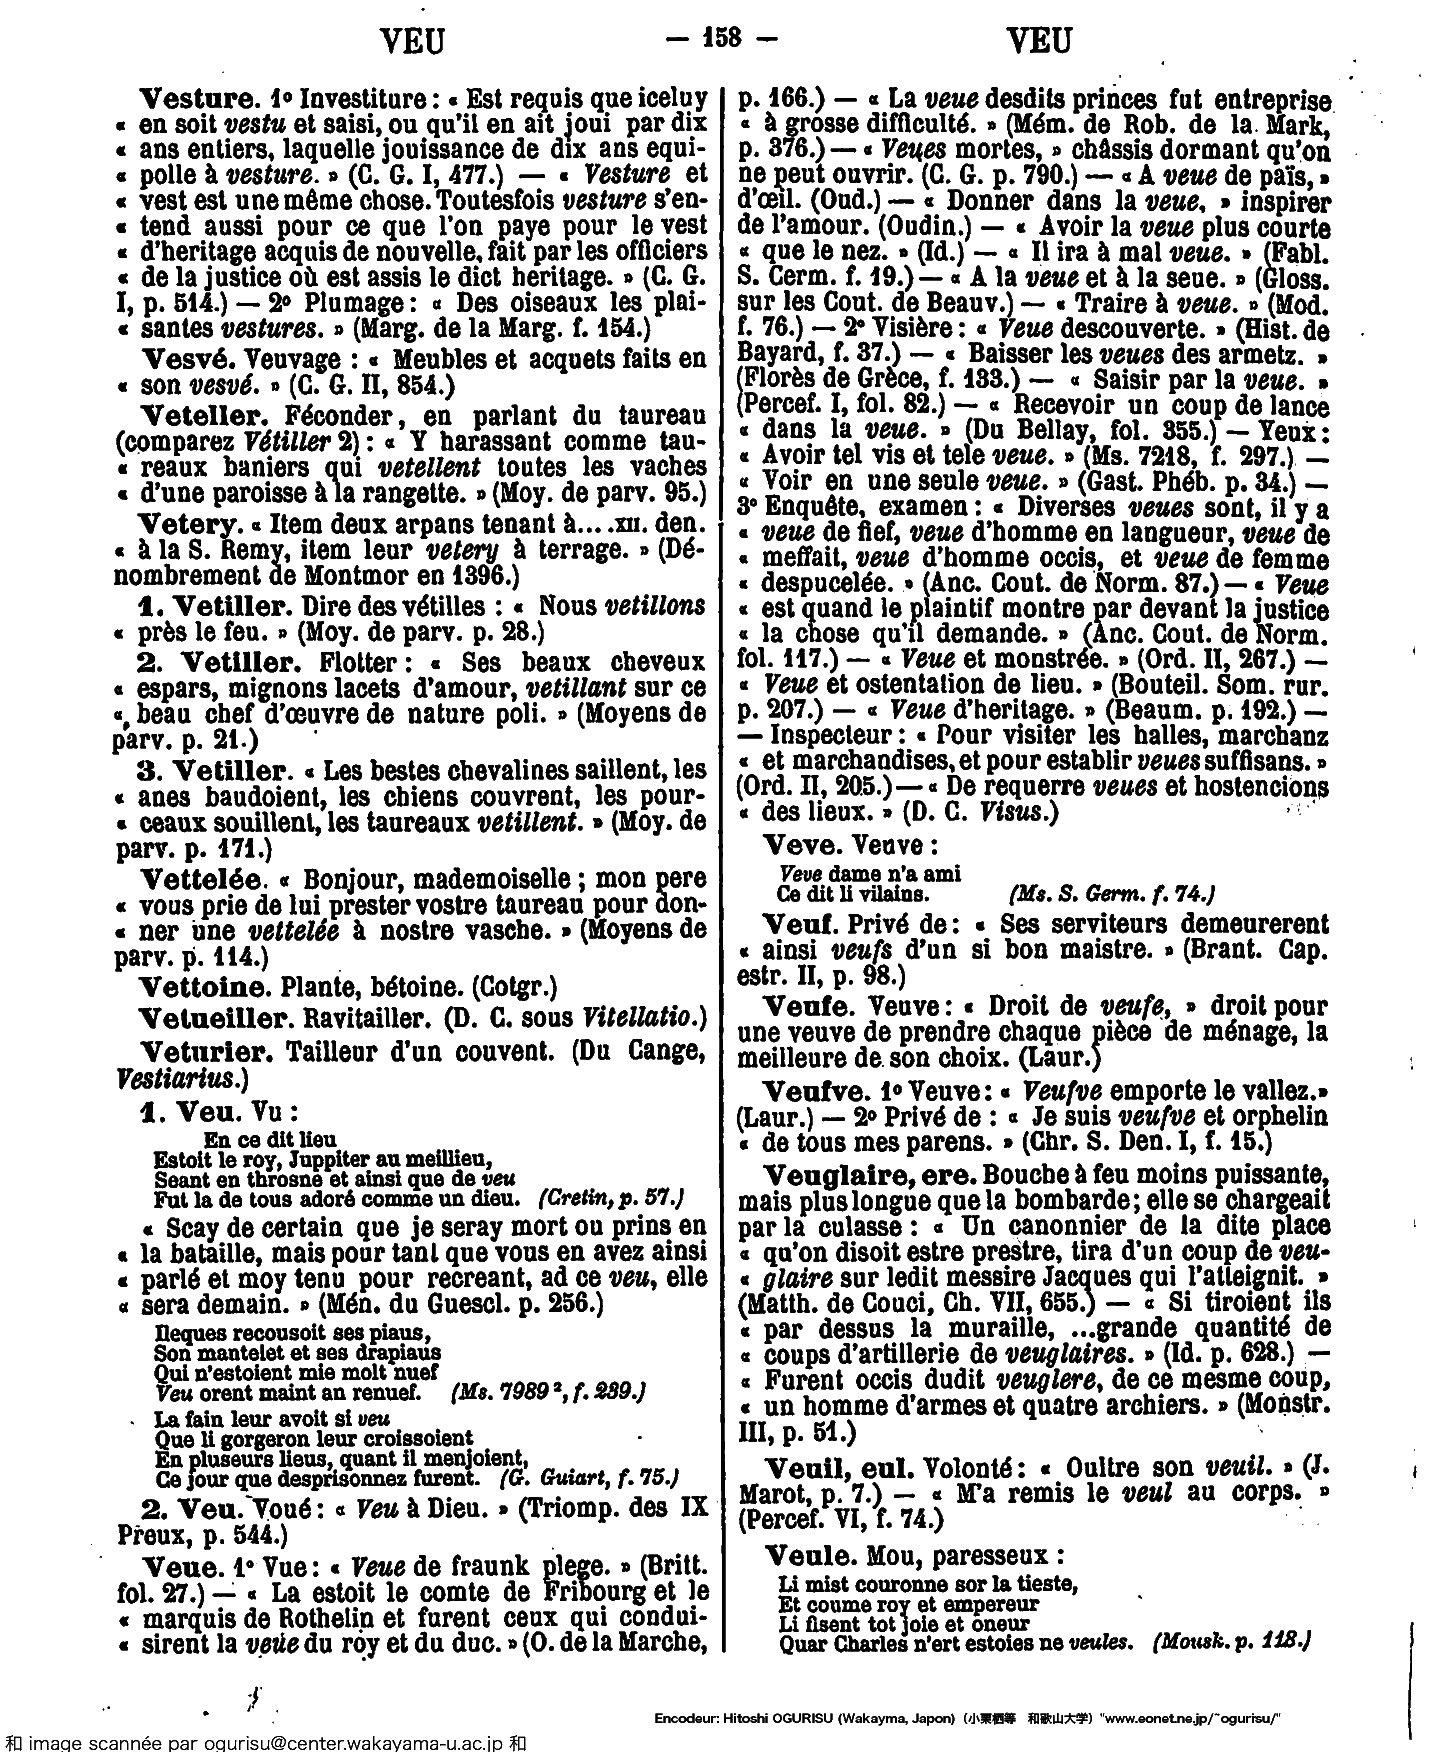 VEU — 158 — VEU
Vesture. 1º Investiture : « Est requis que iceluy
« en soit vestu et saisi, ou qu'il en ait joui par dix
« ans entiers, laquelle jouissance de dix ans equi-
« polle à vesture. » (C. G. I, 477.) — « Vesture et
« vest est une même chose. Toutesfois vesture s'en-
« tend aussi pour ce que l'on paye pour le vest
« d'heritage acquis de nouvelle, fait par les officiers
« de la justice où est assis le dict heritage. » (C. G.
I, p. 514.) — 2º Plumage : « Des oiseaux les plai-
« santes vestures. » (Marg. de la Marg. f. 154.)
Vesvé. Veuvage : « Meubles et acquets faits en
« son vesvé. » (C. G. II, 854.)
Veteller. Féconder, en parlant du taureau
(comparez Vétiller 2) : « Y harassant comme tau-
« reaux baniers qui vetellent toutes les vaches
« d'une paroisse à la rangette. » (Moy. de parv. 95.)
Vetery. « Item deux arpans tenant à... .XII. den.
« à la S. Remy, item leur vetery à terrage. » (Dé-
nombrement de Montmor en 1396.)
1. Vetiller. Dire des vétilles : « Nous vetillons
« près le feu. » (Moy. de parv. p. 28.)
2. Vetiller. Flotter : « Ses beaux cheveux
« espars, mignons lacets d'amour, vetillant sur ce
« beau chef d'œuvre de nature poli. » (Moyens de
parv. p. 21.)
3. Vetiller. « Les bestes chevalines saillent, les
« anes baudoient, les chiens couvrent, les pour-
« ceaux souillent, les taureaux vetillent. » (Moy. de
parv. p. 171.)
Vettelée. « Bonjour, mademoiselle ; mon pere
« vous prie de lui prester vostre taureau pour don-
« ner une vettelée à nostre vasche. » (Moyens de
parv. p. 114.)
Vettoine. Plante, bétoine. (Cotgr.)
Vetueiller. Ravitailler. (D. C. sous Vitellatio.)
Veturier. Tailleur d'un couvent. (Du Cange,
Vestiarius.)
1. Veu. Vu :
En ce dit lieu
Estoit le roy, Juppiter au meillieu,
Seant en throsne et ainsi que de veu
Fut la de tous adoré comme un dieu. (Cretin, p. 57.)
« Scay de certain que je seray mort ou prins en
« la bataille, mais pour tant que vous en avez ainsi
« parlé et moy tenu pour recreant, ad ce veu, elle
« sera demain. » (Mén. du Guescl. p. 256.)
Ileques recousoit ses piaus,
Son mantelet et ses drapiaus
Qui n'estoient mie molt nuef
Veu orent maint an renuef. (Ms. 7989 ², f. 239.)
La fain leur avoit si veu
Que li gorgeron leur croissoient
En pluseurs lieus, quant il menjoient,
Ce jour que desprisonnez furent. (G. Guiart, f. 75.)
2. Veu. Voué : « Veu à Dieu. » (Triomp. des IX
Preux, p. 544.)
Veue. 1º Vue : « Veue de fraunk plege. » (Britt.
fol. 27.) — « La estoit le comte de Fribourg et le
« marquis de Rothelin et furent ceux qui condui-
« sirent la veüe du roy et du duc. » (O. de la Marche,
p. 166.) — « La veue desdits princes fut entreprise
« à grosse difficulté. » (Mém. de Rob. de la Mark,
p. 376.) — « Veues mortes, » châssis dormant qu'on
ne peut ouvrir. (C. G. p. 790.) — « A veue de païs, »
d'œil. (Oud.) — « Donner dans la veue, » inspirer
de l'amour. (Oudin.) — « Avoir la veue plus courte
« que le nez. » (Id.) — « Il ira à mal veue. » (Fabl.
S. Germ. f. 19.) — « A la veue et à la seue. » (Gloss.
sur les Cout. de Beauv.) — « Traire à veue. » (Mod.
f. 76.) — 2º Visière : « Veue descouverte. » (Hist. de
Bayard, f. 37.) — « Baisser les veues des armetz. »
(Florès de Grèce, f. 133.) — « Saisir par la veue. »
(Percef. I, fol. 82.) — « Recevoir un coup de lance
« dans la veue. » (Du Bellay, fol. 355.) — Yeux :
« Avoir tel vis et tele veue. » (Ms. 7218, f. 297.) —
« Voir en une seule veue. » (Gast. Phéb. p. 34.) —
3º Enquête, examen : « Diverses veues sont, il y a
« veue de fief, veue d'homme en langueur, veue de
« meffait, veue d'homme occis, et veue de femme
« despucelée. » (Anc. Cout. de Norm. 87.) — « Veue
« est quand le plaintif montre par devant la justice
« la chose qu'il demande. » (Anc. Cout. de Norm.
fol. 117.) — « Veue et monstrée. » (Ord. II, 267.) —
« Veue et ostentation de lieu. » (Bouteil. Som. rur.
p. 207.) — « Veue d'heritage. » (Beaum. p. 192.) —
— Inspecteur : « Pour visiter les halles, marchanz
« et marchandises, et pour establir veues suffisans. »
(Ord. II, 205.) — « De requerre veues et hostencions
« des lieux. » (D. C. Visus.)
Veve. Veuve :
Veve dame n'a ami
Ce dit li vilains. (Ms. S. Germ. f. 74.)
Veuf. Privé de : « Ses serviteurs demeurerent
« ainsi veufs d'un si bon maistre. » (Brant. Cap.
estr. II, p. 98.)
Veufe. Veuve : « Droit de veufe, » droit pour
une veuve de prendre chaque pièce de ménage, la
meilleure de son choix. (Laur.)
Veufve. 1º Veuve : « Veufve emporte le vallez. »
(Laur.) — 2º Privé de : « Je suis veufve et orphelin
« de tous mes parens. » (Chr. S. Den. I, f. 15.)
Veuglaire, ere. Bouche à feu moins puissante,
mais plus longue que la bombarde ; elle se chargeait
par la culasse : « Un canonnier de la dite place
« qu'on disoit estre prestre, tira d'un coup de veu-
« glaire sur ledit messire Jacques qui l'atteignit. »
(Matth. de Couci, Ch. VII, 655.) — « Si tiroient ils
« par dessus la muraille, ...grande quantité de
« coups d'artillerie de veuglaires. » (Id. p. 628.) —
« Furent occis dudit veuglere, de ce mesme coup,
« un homme d'armes et quatre archiers. » (Monstr.
III, p. 51.)
Veuil, eul. Volonté : « Oultre son veuil. » (J.
Marot, p. 7.) — « M'a remis le veul au corps. »
(Percef. VI, f. 74.)
Veule. Mou, paresseux :
Li mist couronne sor la tieste,
Et coume roy et empereur
Li fisent tot joie et oneur
Quar Charles n'ert estoies ne veules. (Mousk. p. 118.)
Encodeur: Hitoshi OGURISU (Wakayma, Japon) (小栗栖等 和歌山大学) "www.eonet.ne.jp/~ogurisu/"
和 image scannée par ogurisu@center.wakayama-u.ac.jp 和